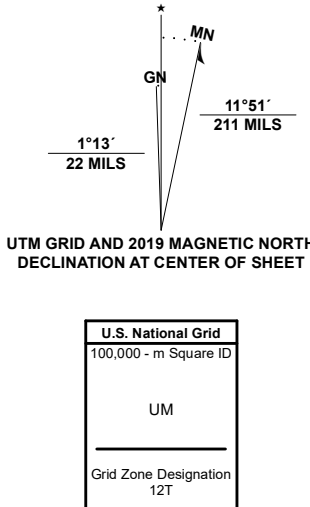 ★
MN
GN
11°51´
211 MILS
1°13´
22 MILS
UTM GRID AND 2019 MAGNETIC NORTH
DECLINATION AT CENTER OF SHEET
U.S. National Grid
100,000 - m Square ID
UM
Grid Zone Designation
12T